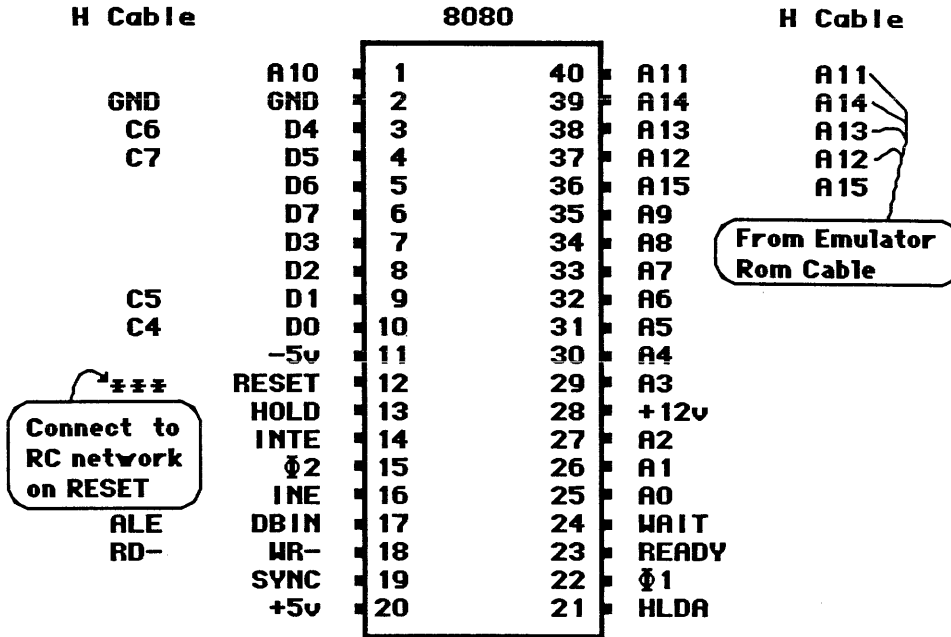 H Cable 8080 H Cable
A10 1 40 A11 A11
GND GND 2 39 A14 A14
C6 D4 3 38 A13 A13
C7 D5 4 37 A12 A12
D6 5 36 A15 A15
D7 6 35 A9
D3 7 34 A8
D2 8 33 A7
C5 D1 9 32 A6
C4 D0 10 31 A5
-5v 11 30 A4
*** RESET 12 29 A3
HOLD 13 28 +12v
INTE 14 27 A2
Φ2 15 26 A1
INE 16 25 A0
ALE DBIN 17 24 WAIT
RD- WR- 18 23 READY
SYNC 19 22 Φ1
+5v 20 21 HLDA
From Emulator
Rom Cable
Connect to
RC network
on RESET